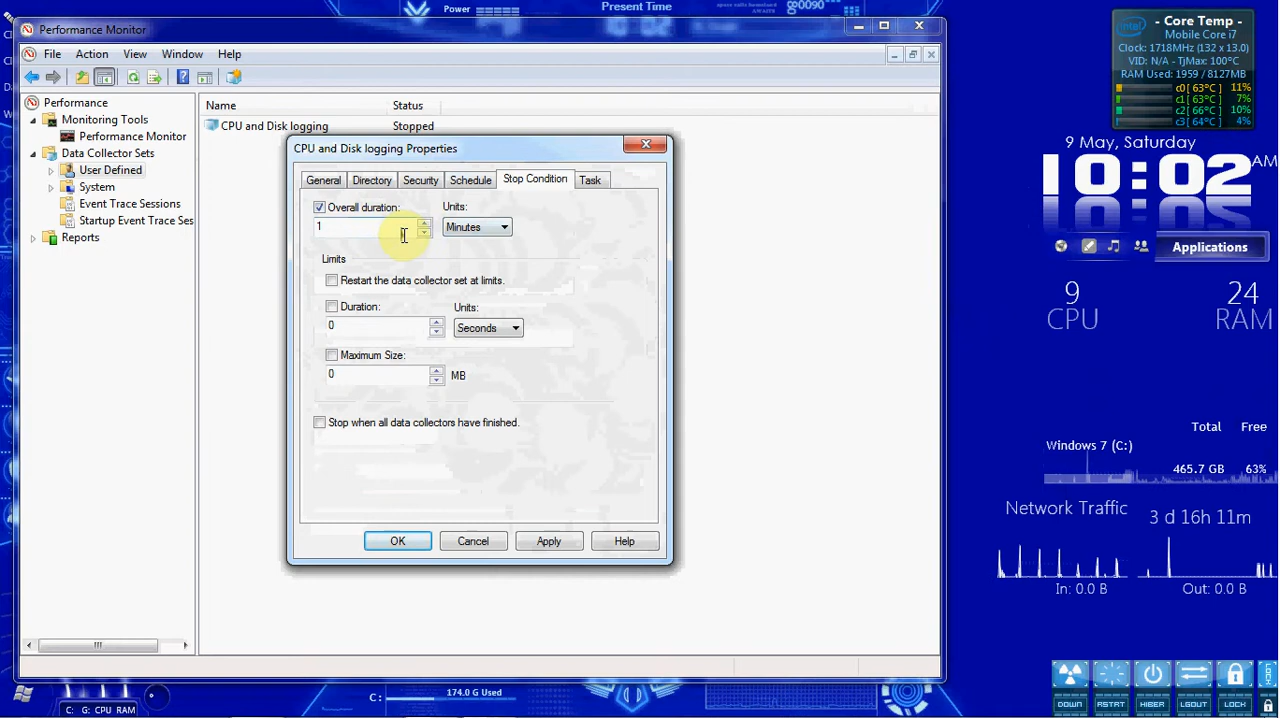 Power
Present Time
Performance Monitor
File Action View Window Help
Performance
Monitoring Tools
Performance Monitor
Data Collector Sets
User Defined
System
Event Trace Sessions
Startup Event Trace Ses
Reports
Name Status
CPU and Disk logging Stopped
CPU and Disk logging Properties
General Directory Security Schedule Stop Condition Task
Overall duration: Units:
1 Minutes
Limits
Restart the data collector set at limits.
Duration: Units:
0 Seconds
Maximum Size:
0 MB
Stop when all data collectors have finished.
OK Cancel Apply Help
- Core Temp -
Mobile Core i7
Clock: 1718MHz (132 x 13.0)
VID: N/A - TjMax: 100°C
RAM Used: 1959 / 8127MB
c0 [ 63°C ] 11%
c1 [ 63°C ] 7%
c2 [ 66°C ] 10%
c3 [ 64°C ] 4%
9 May, Saturday
10:02 AM
Applications
9 24
CPU RAM
Total Free
Windows 7 (C:)
465.7 GB 63%
Network Traffic 3 d 16h 11m
In: 0.0 B Out: 0.0 B
DOWN RSTRT HIBER LGOUT LOCK
C: G: CPU RAM
C: 174.0 G Used